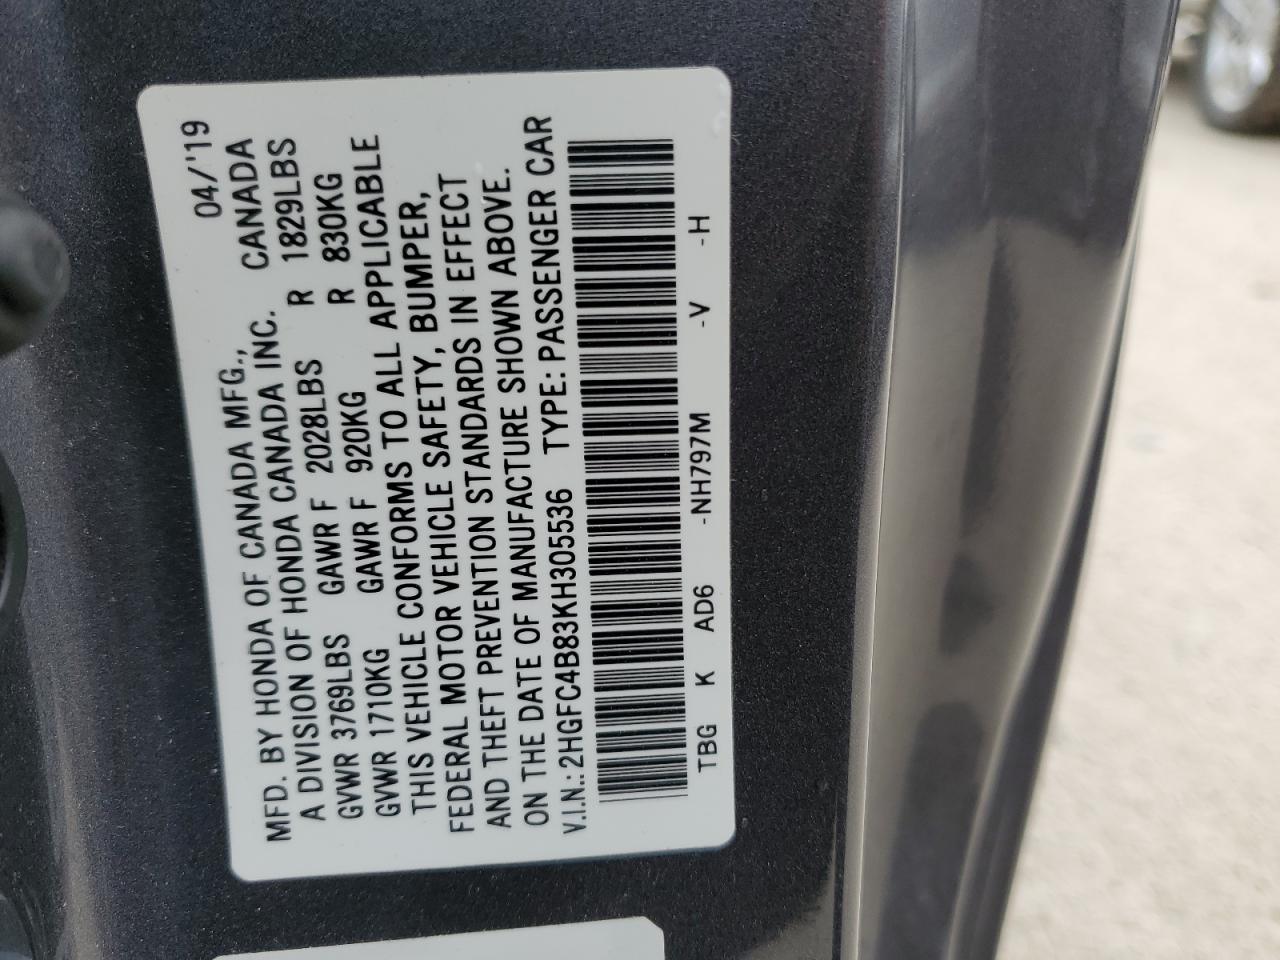 04/'19
MFD. BY HONDA OF CANADA MFG., CANADA
A DIVISION OF HONDA CANADA INC.
GVWR 3769LBS GAWR F 2028LBS R 1829LBS
GVWR 1710KG GAWR F 920KG R 830KG
THIS VEHICLE CONFORMS TO ALL APPLICABLE
FEDERAL MOTOR VEHICLE SAFETY, BUMPER,
AND THEFT PREVENTION STANDARDS IN EFFECT
ON THE DATE OF MANUFACTURE SHOWN ABOVE.
V.I.N.: 2HGFC4B83KH305536 TYPE: PASSENGER CAR
TBG K AD6 -NH797M -V -H